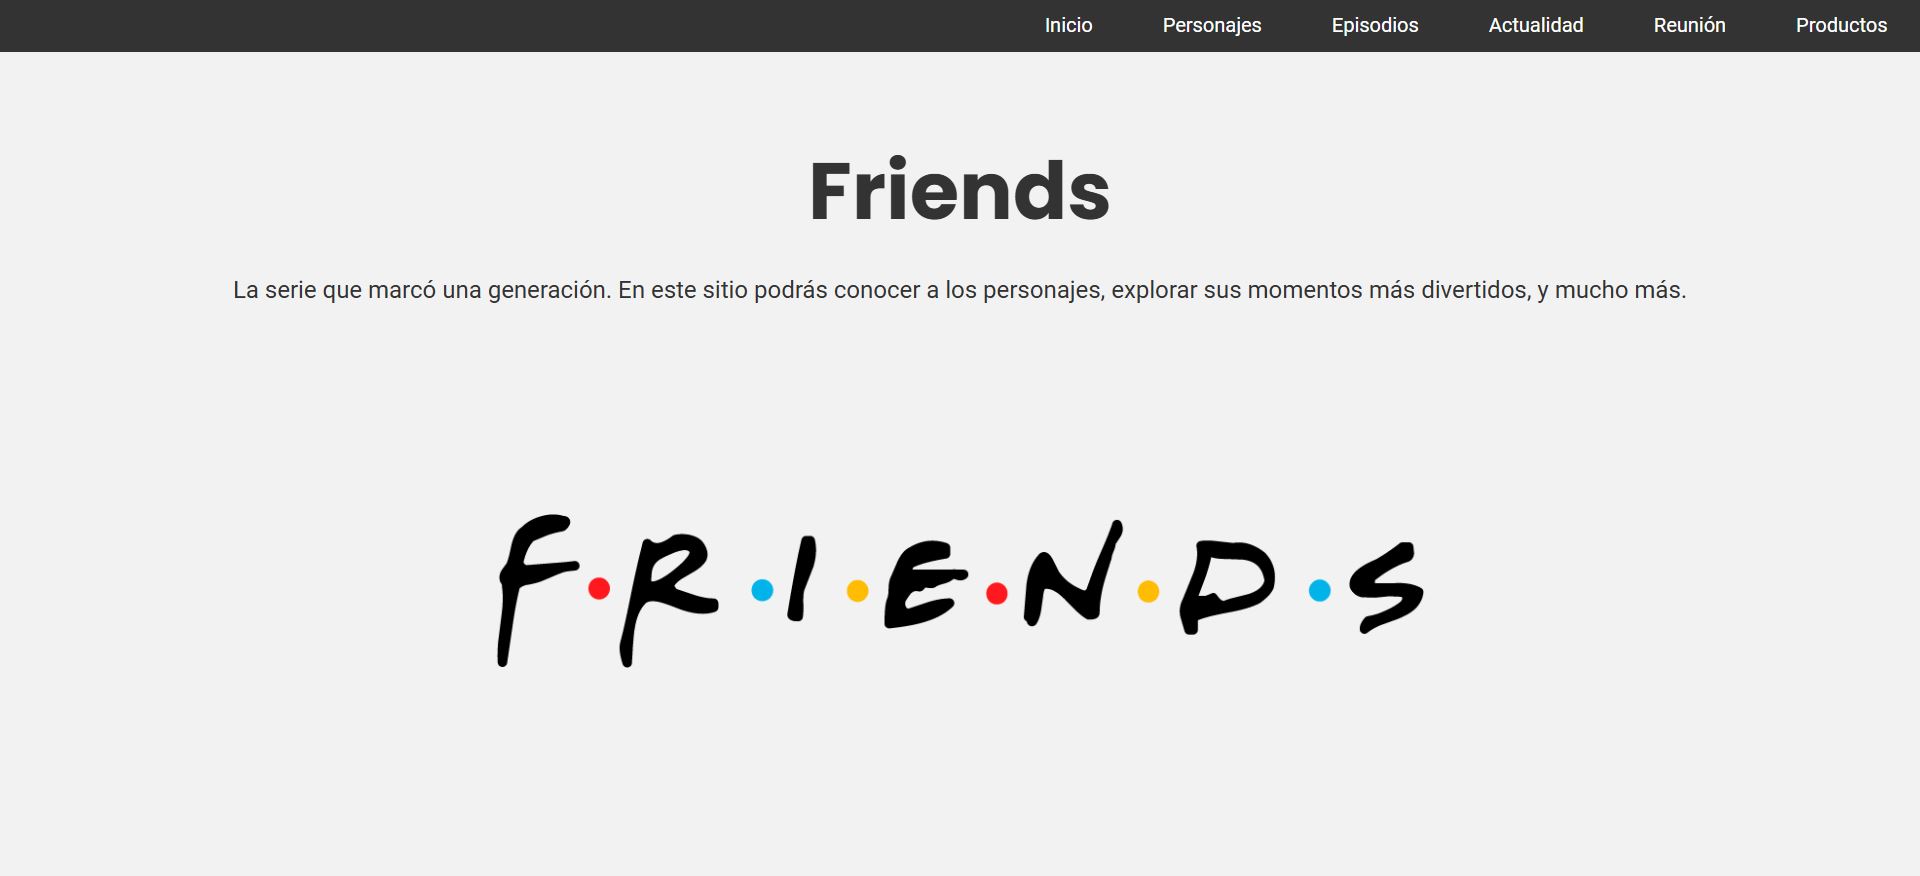 Inicio Personajes Episodios Actualidad Reunión Productos
Friends
La serie que marcó una generación. En este sitio podrás conocer a los personajes, explorar sus momentos más divertidos, y mucho más.
F•R•I•E•N•D•S